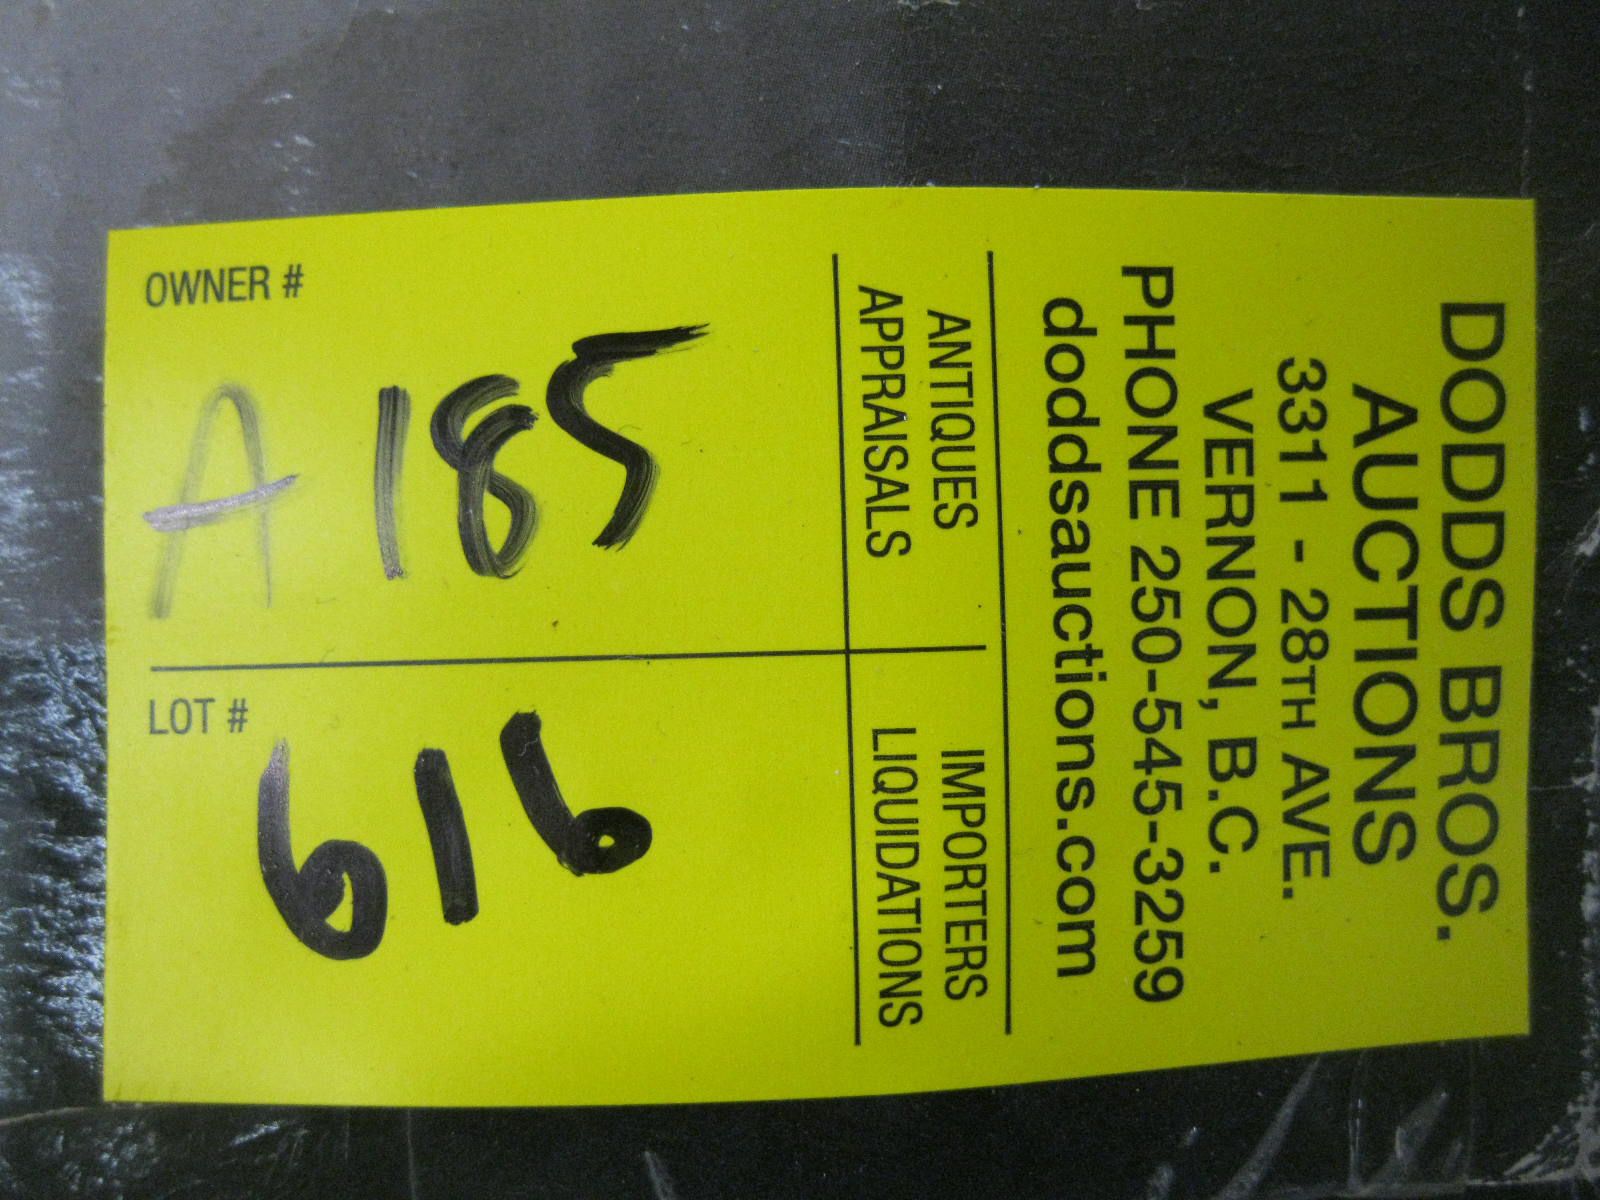 DODDS BROS.
AUCTIONS
3311 - 28TH AVE.
VERNON, B.C.
PHONE 250-545-3259
doddsauctions.com
ANTIQUES
APPRAISALS
IMPORTERS
LIQUIDATIONS
OWNER #
A185
LOT #
616